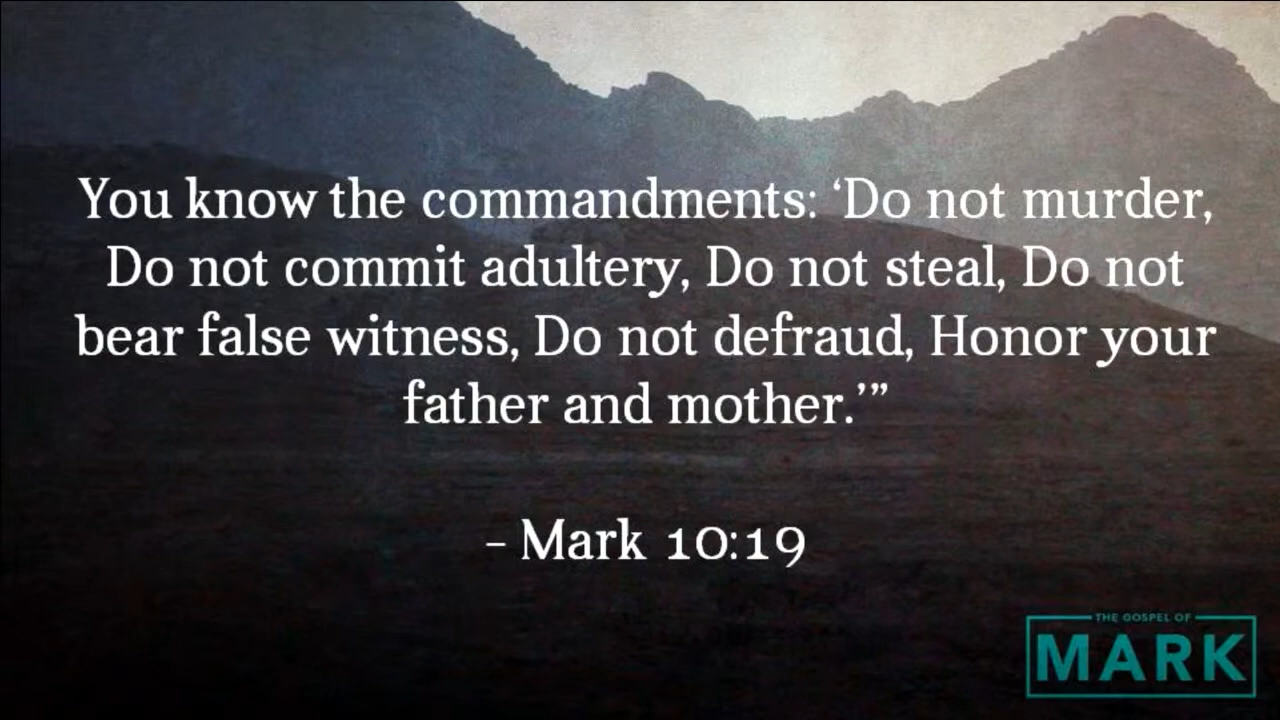 You know the commandments: ‘Do not murder,
Do not commit adultery, Do not steal, Do not
bear false witness, Do not defraud, Honor your
father and mother.’”
– Mark 10:19
THE GOSPEL OF
MARK